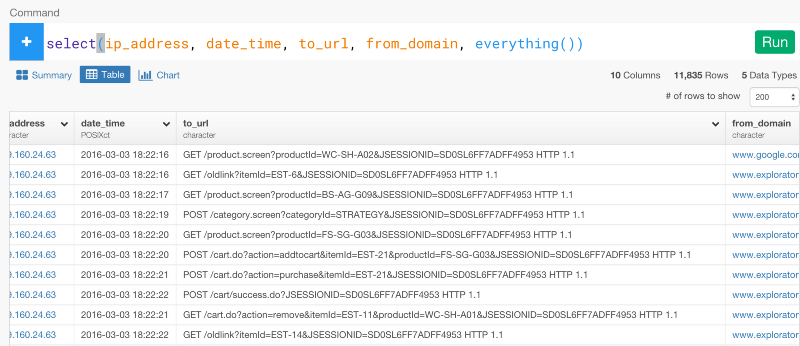 Command
+ select(ip_address, date_time, to_url, from_domain, everything()) Run
Summary Table Chart 10 Columns 11,835 Rows 5 Data Types
# of rows to show 200
address date_time to_url from_domain
racter POSIXct character character
9.160.24.63 2016-03-03 18:22:16 GET /product.screen?productId=WC-SH-A02&JSESSIONID=SD0SL6FF7ADFF4953 HTTP 1.1 www.google.co
9.160.24.63 2016-03-03 18:22:16 GET /oldlink?itemId=EST-6&JSESSIONID=SD0SL6FF7ADFF4953 HTTP 1.1 www.explorator
9.160.24.63 2016-03-03 18:22:17 GET /product.screen?productId=BS-AG-G09&JSESSIONID=SD0SL6FF7ADFF4953 HTTP 1.1 www.explorator
9.160.24.63 2016-03-03 18:22:19 POST /category.screen?categoryId=STRATEGY&JSESSIONID=SD0SL6FF7ADFF4953 HTTP 1.1 www.explorator
9.160.24.63 2016-03-03 18:22:20 GET /product.screen?productId=FS-SG-G03&JSESSIONID=SD0SL6FF7ADFF4953 HTTP 1.1 www.explorator
9.160.24.63 2016-03-03 18:22:20 POST /cart.do?action=addtocart&itemId=EST-21&productId=FS-SG-G03&JSESSIONID=SD0SL6FF7ADFF4953 HTTP 1.1 www.explorator
9.160.24.63 2016-03-03 18:22:21 POST /cart.do?action=purchase&itemId=EST-21&JSESSIONID=SD0SL6FF7ADFF4953 HTTP 1.1 www.explorator
9.160.24.63 2016-03-03 18:22:22 POST /cart/success.do?JSESSIONID=SD0SL6FF7ADFF4953 HTTP 1.1 www.explorator
9.160.24.63 2016-03-03 18:22:21 GET /cart.do?action=remove&itemId=EST-11&productId=WC-SH-A01&JSESSIONID=SD0SL6FF7ADFF4953 HTTP 1.1 www.explorator
9.160.24.63 2016-03-03 18:22:22 GET /oldlink?itemId=EST-14&JSESSIONID=SD0SL6FF7ADFF4953 HTTP 1.1 www.explorator